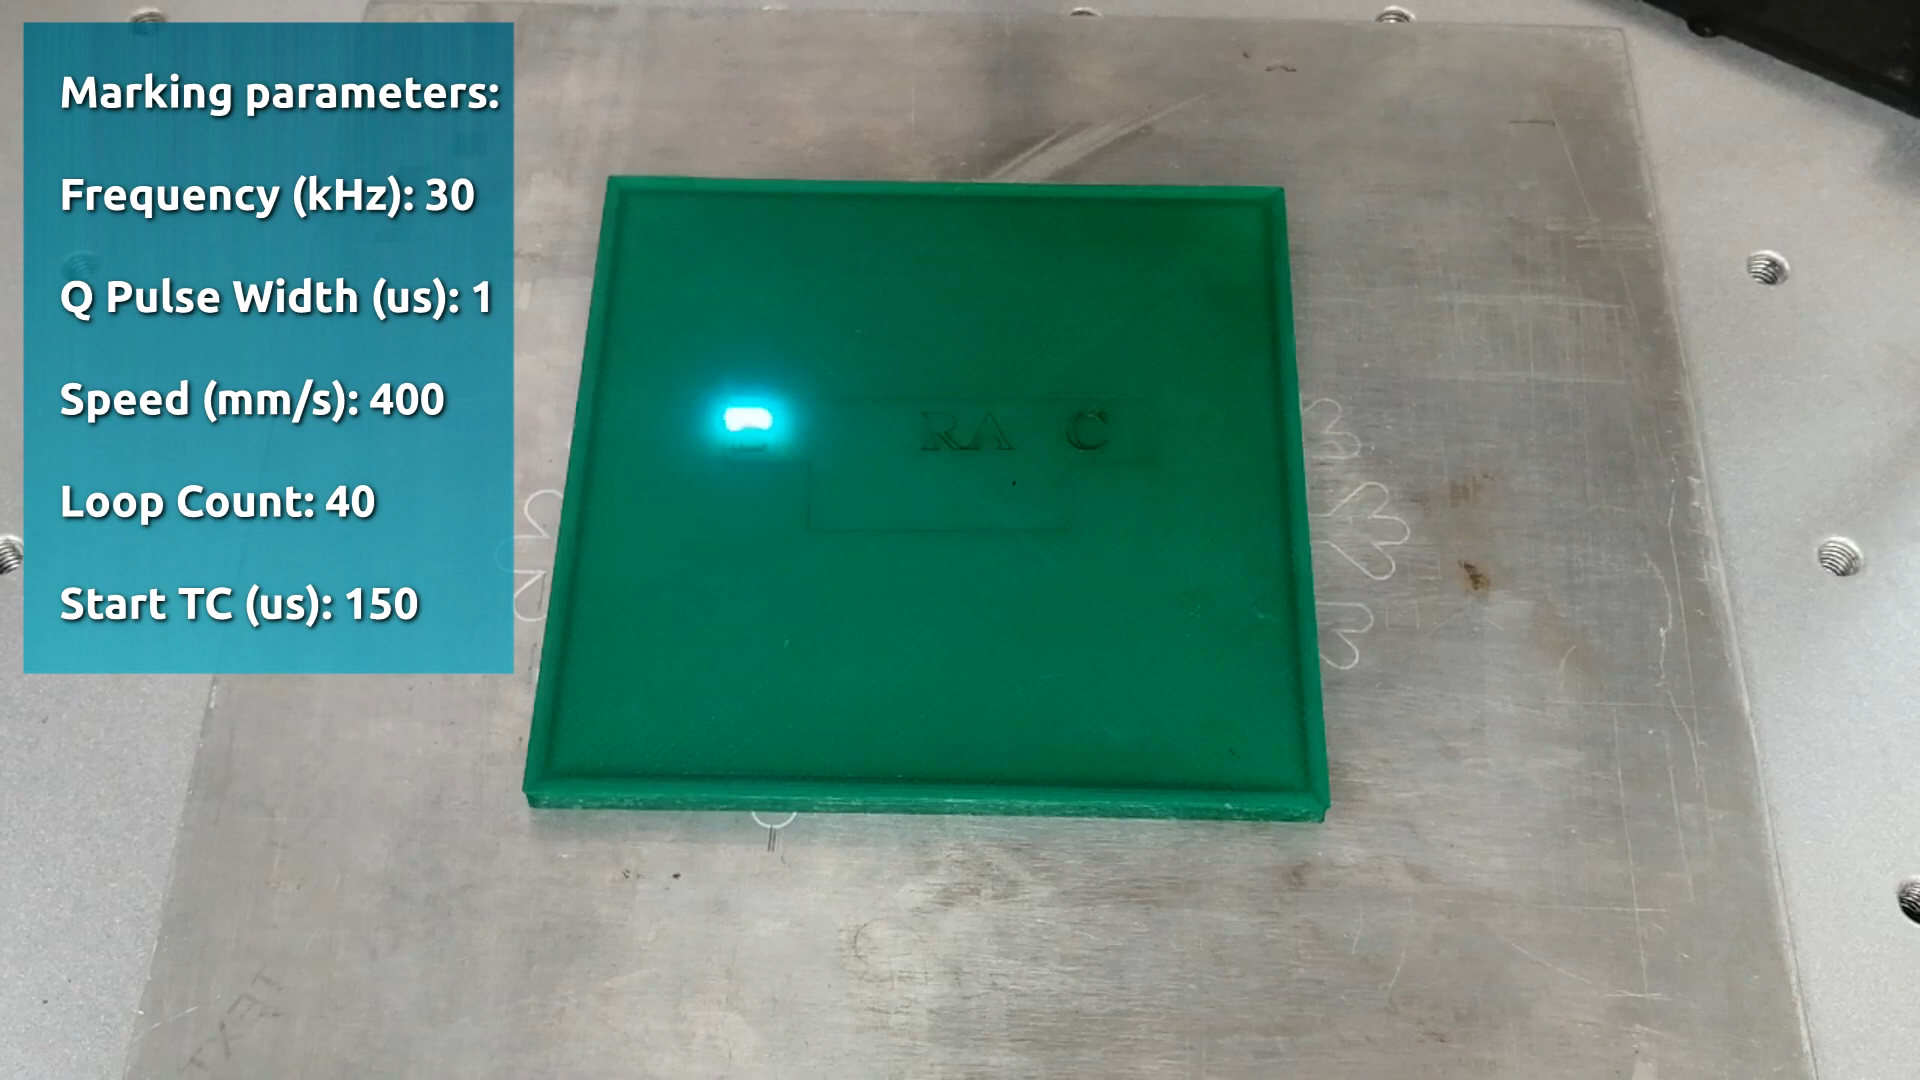 Marking parameters:
Frequency (kHz): 30
Q Pulse Width (us): 1
Speed (mm/s): 400
Loop Count: 40
Start TC (us): 150
RA C
TEXT